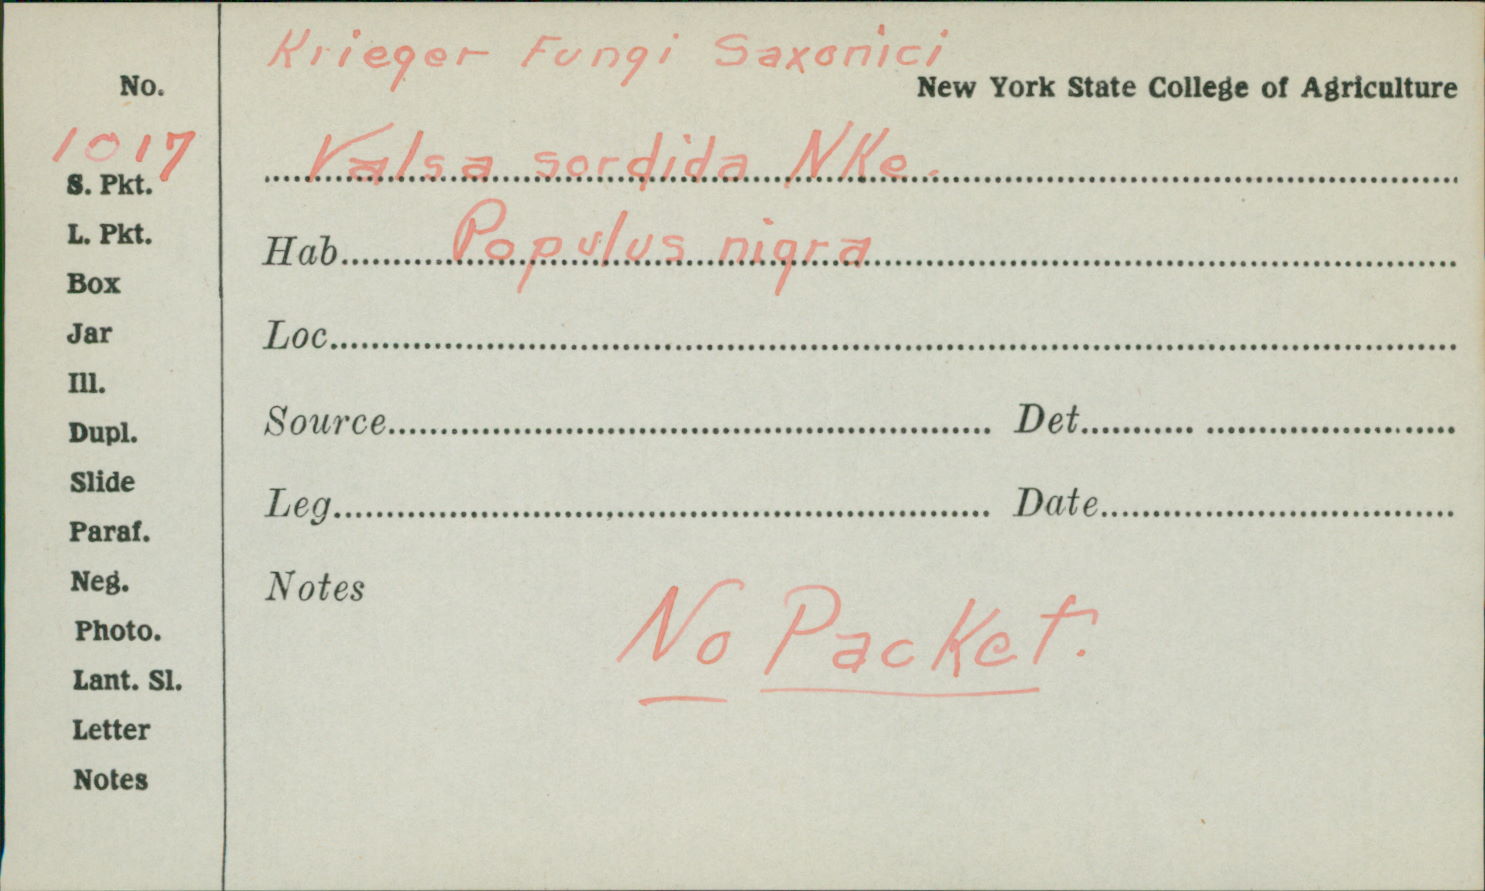 Krieger Fungi Saxonici
No.
New York State College of Agriculture
1017
Valsa sordida NKe.
S. Pkt.
L. Pkt.
Hab. Populus nigra
Box
Jar
Loc.
Ill.
Dupl.
Source Det.
Slide
Leg. Date
Paraf.
Neg.
Notes
No Packet.
Photo.
Lant. Sl.
Letter
Notes